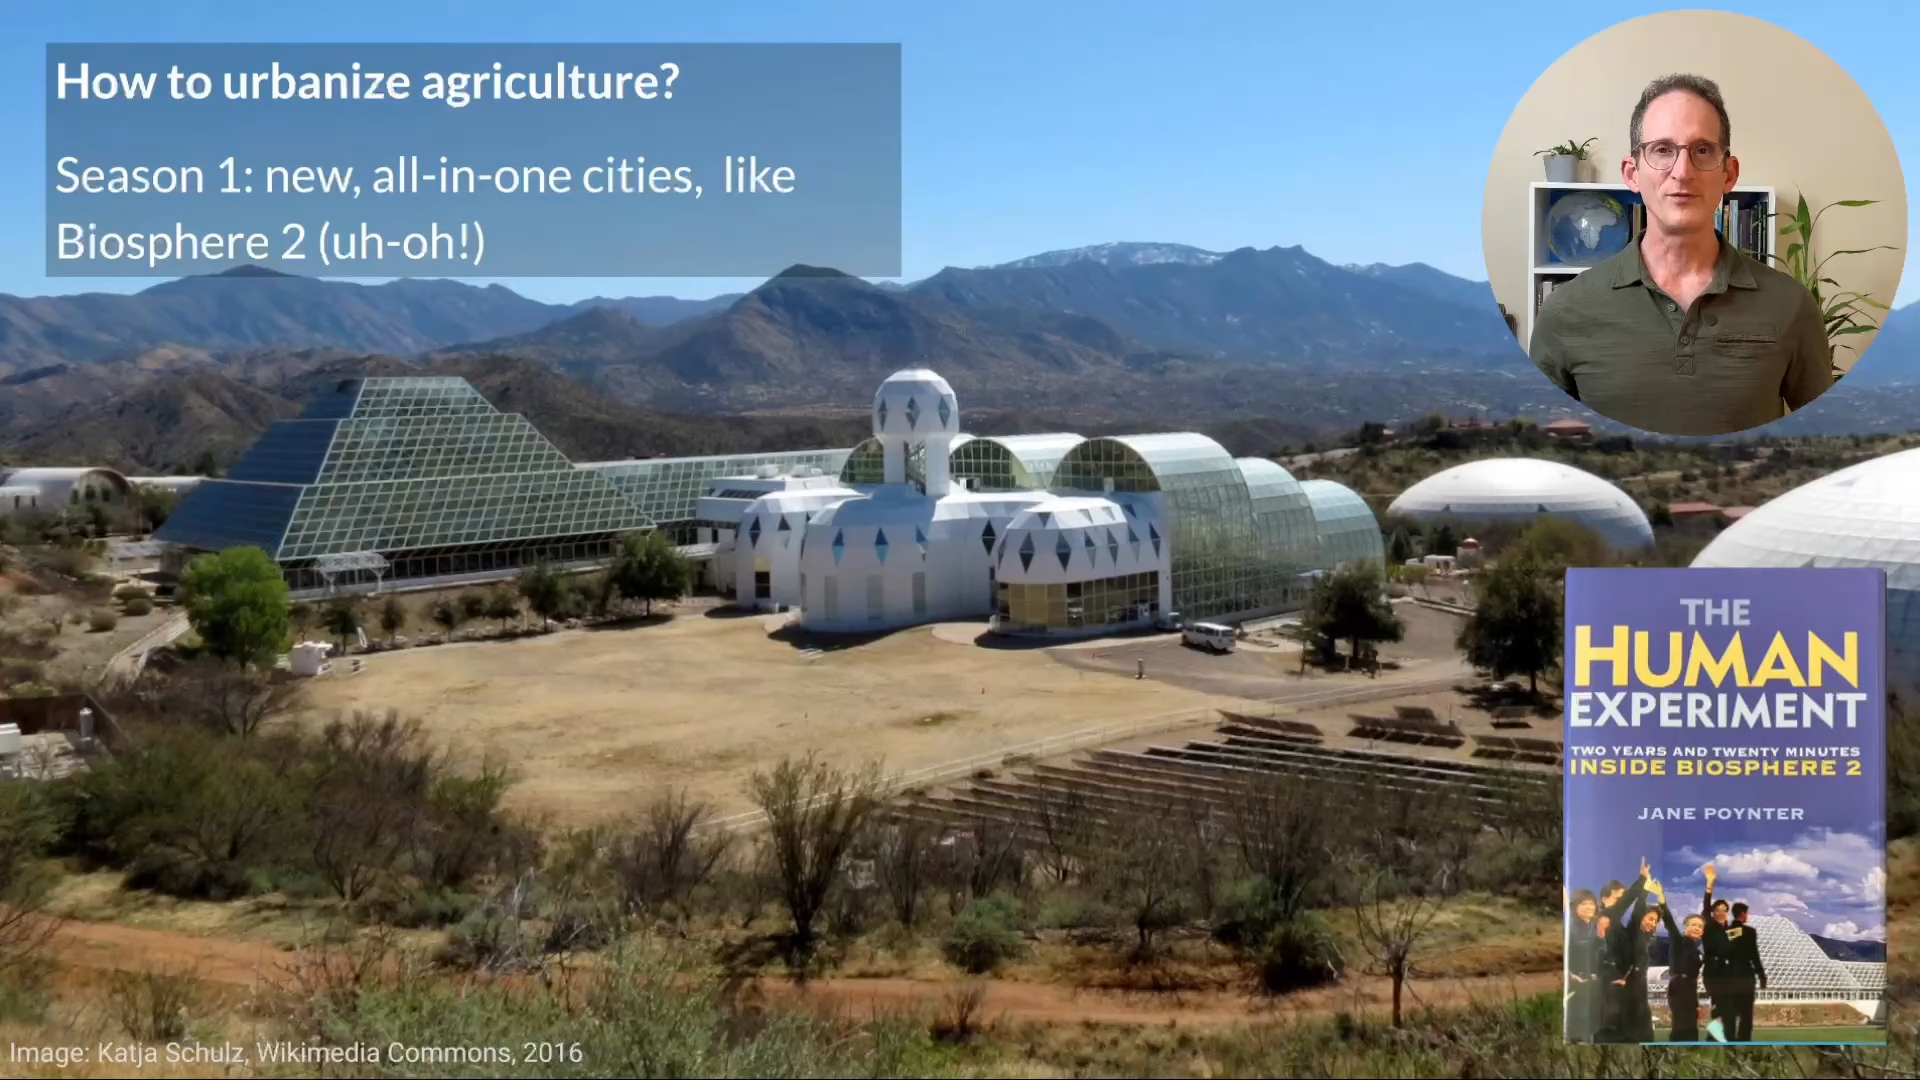 How to urbanize agriculture?
Season 1: new, all-in-one cities, like
Biosphere 2 (uh-oh!)
THE
HUMAN
EXPERIMENT
TWO YEARS AND TWENTY MINUTES
INSIDE BIOSPHERE 2
JANE POYNTER
Image: Katja Schulz, Wikimedia Commons, 2016